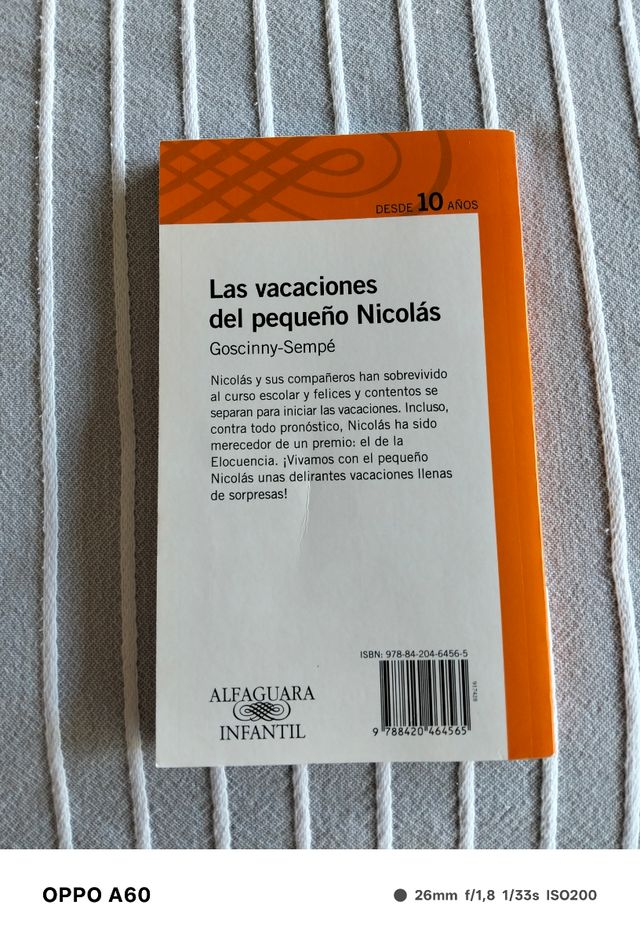 DESDE 10 AÑOS
Las vacaciones
del pequeño Nicolás
Goscinny-Sempé
Nicolás y sus compañeros han sobrevivido
al curso escolar y felices y contentos se
separan para iniciar las vacaciones. Incluso,
contra todo pronóstico, Nicolás ha sido
merecedor de un premio: el de la
Elocuencia. ¡Vivamos con el pequeño
Nicolás unas delirantes vacaciones llenas
de sorpresas!
ISBN: 978-84-204-6456-5
ALFAGUARA
INFANTIL
9 788420 464565
OPPO A60
26mm f/1,8 1/33s ISO200